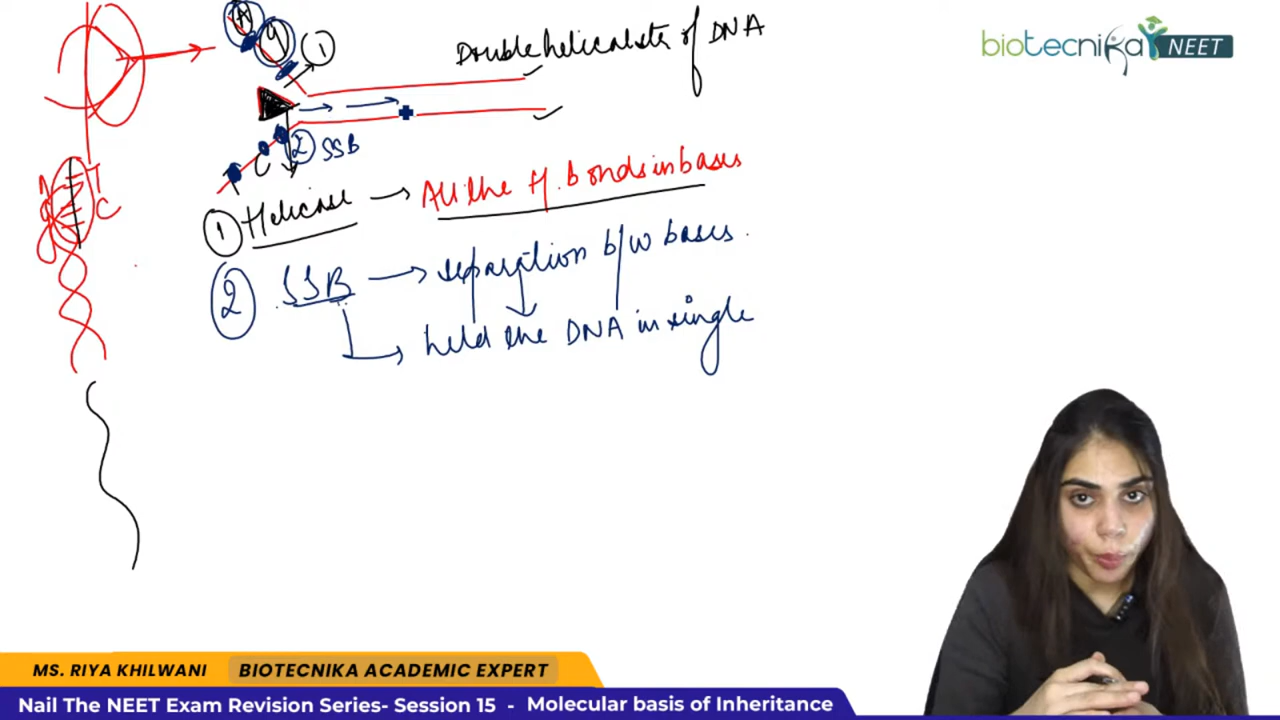 A
g
1
Double helical state of DNA
biotecnika NEET
2 SSB
C
A T
G C
1 Helicase → All the H. bonds in bases
2 SSB → separation b/w bases.
→ held the DNA in single
MS. RIYA KHILWANI BIOTECNIKA ACADEMIC EXPERT
Nail The NEET Exam Revision Series- Session 15 - Molecular basis of Inheritance